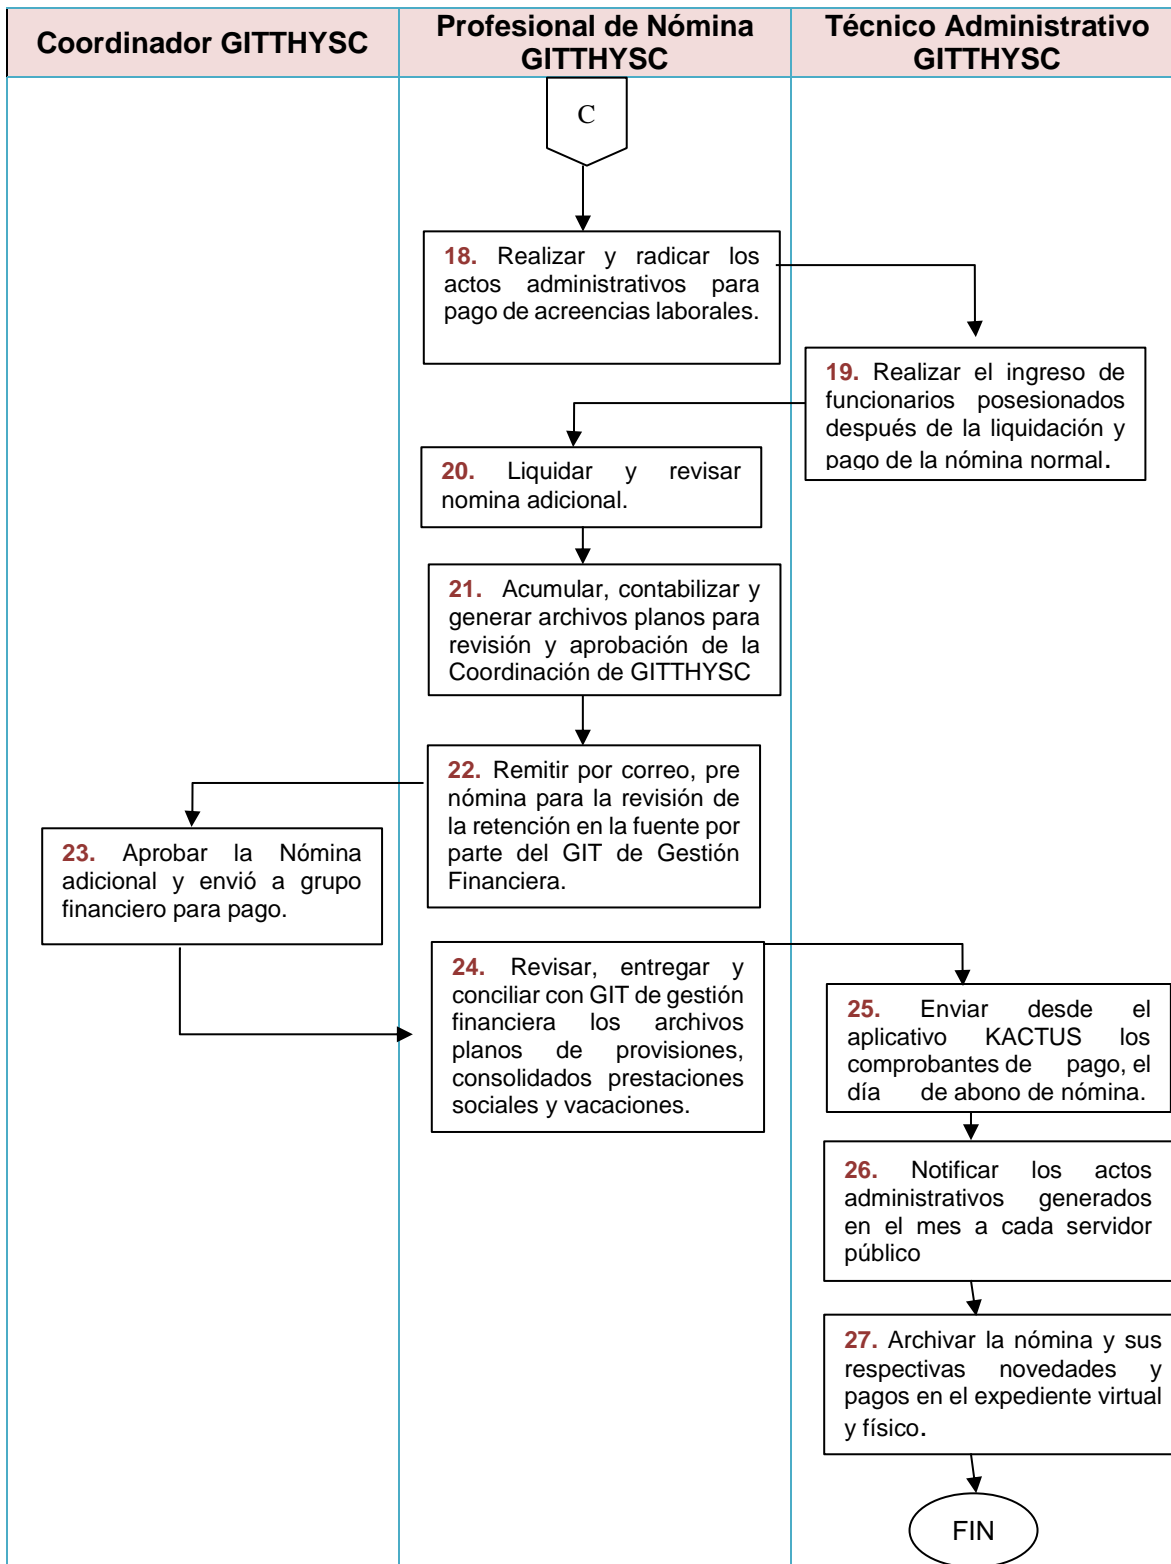 Coordinador GITTHYSC
Profesional de Nómina
GITTHYSC
Técnico Administrativo
GITTHYSC
C
18. Realizar y radicar los
actos administrativos para
pago de acreencias laborales.
19. Realizar el ingreso de
funcionarios posesionados
después de la liquidación y
pago de la nómina normal.
20. Liquidar y revisar
nomina adicional.
21. Acumular, contabilizar y
generar archivos planos para
revisión y aprobación de la
Coordinación de GITTHYSC
22. Remitir por correo, pre
nómina para la revisión de
la retención en la fuente por
parte del GIT de Gestión
Financiera.
23. Aprobar la Nómina
adicional y envió a grupo
financiero para pago.
24. Revisar, entregar y
conciliar con GIT de gestión
financiera los archivos
planos de provisiones,
consolidados prestaciones
sociales y vacaciones.
25. Enviar desde el
aplicativo KACTUS los
comprobantes de pago, el
día de abono de nómina.
26. Notificar los actos
administrativos generados
en el mes a cada servidor
público
27. Archivar la nómina y sus
respectivas novedades y
pagos en el expediente virtual
y físico.
FIN